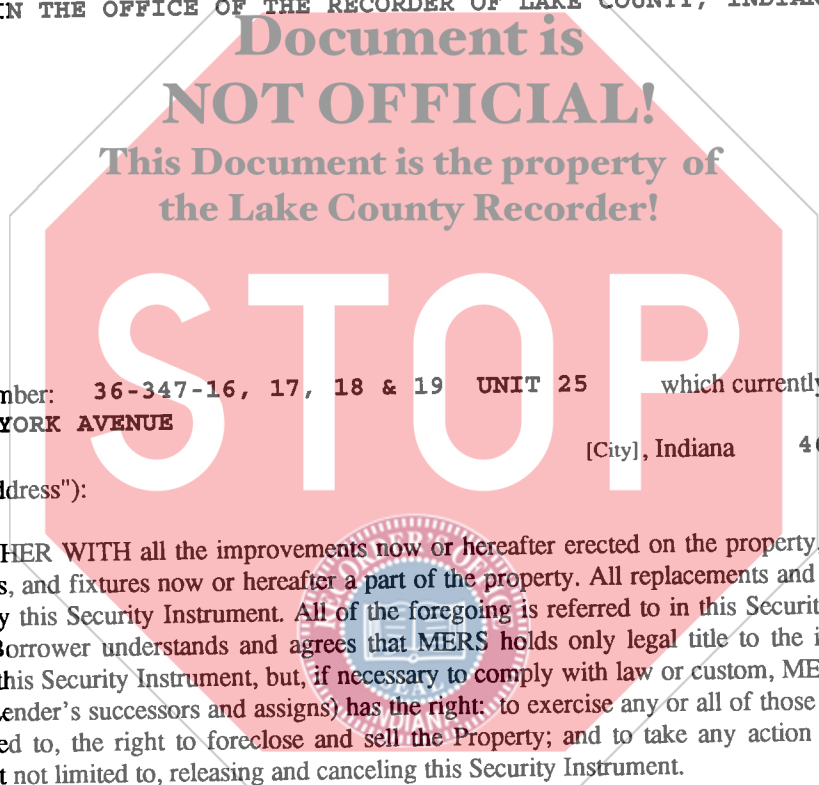 IN THE OFFICE OF THE RECORDER OF LAKE COUNTY, INDIAN
Document is
NOT OFFICIAL!
This Document is the property of
the Lake County Recorder!
STOP
mber: 36-347-16, 17, 18 & 19 UNIT 25 which currently
YORK AVENUE
[City], Indiana 46
ddress"):
HER WITH all the improvements now or hereafter erected on the property,
s, and fixtures now or hereafter a part of the property. All replacements and
y this Security Instrument. All of the foregoing is referred to in this Securit
Borrower understands and agrees that MERS holds only legal title to the i
this Security Instrument, but, if necessary to comply with law or custom, ME
ender's successors and assigns) has the right: to exercise any or all of those
ed to, the right to foreclose and sell the Property; and to take any action
t not limited to, releasing and canceling this Security Instrument.
RECORDER'S OFFICE
SEAL
INDIANA